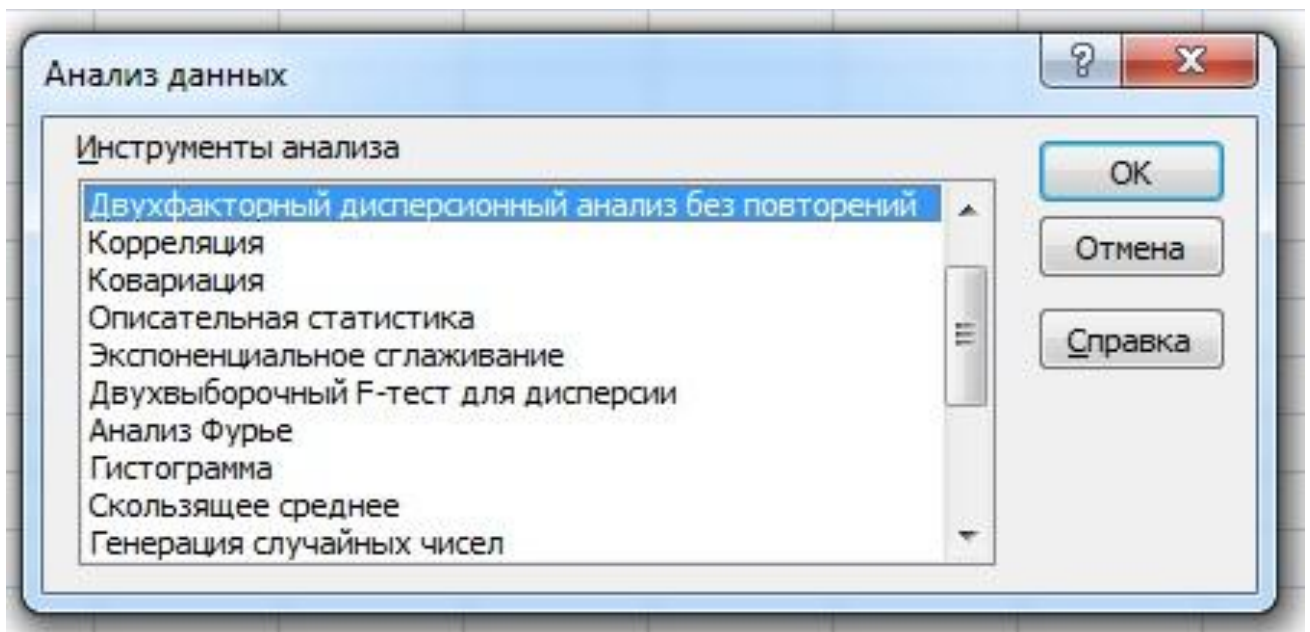 Анализ данных
Инструменты анализа
Двухфакторный дисперсионный анализ без повторений
Корреляция
Ковариация
Описательная статистика
Экспоненциальное сглаживание
Двухвыборочный F-тест для дисперсии
Анализ Фурье
Гистограмма
Скользящее среднее
Генерация случайных чисел
ОК
Отмена
Справка